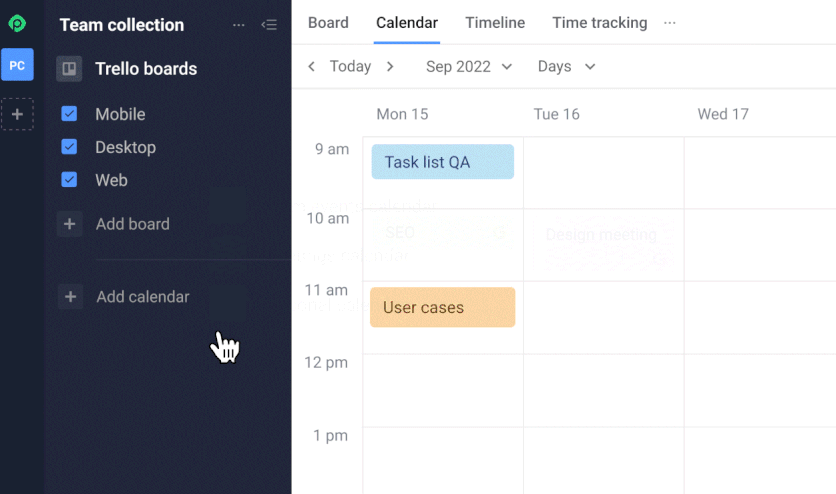 Team collection
PC
Trello boards
Mobile
Desktop
Web
Add board
Add calendar
Board
Calendar
Timeline
Time tracking
Today
Sep 2022
Days
Mon 15
Tue 16
Wed 17
9 am
Task list QA
10 am
SEO
Design meeting
11 am
User cases
12 pm
1 pm